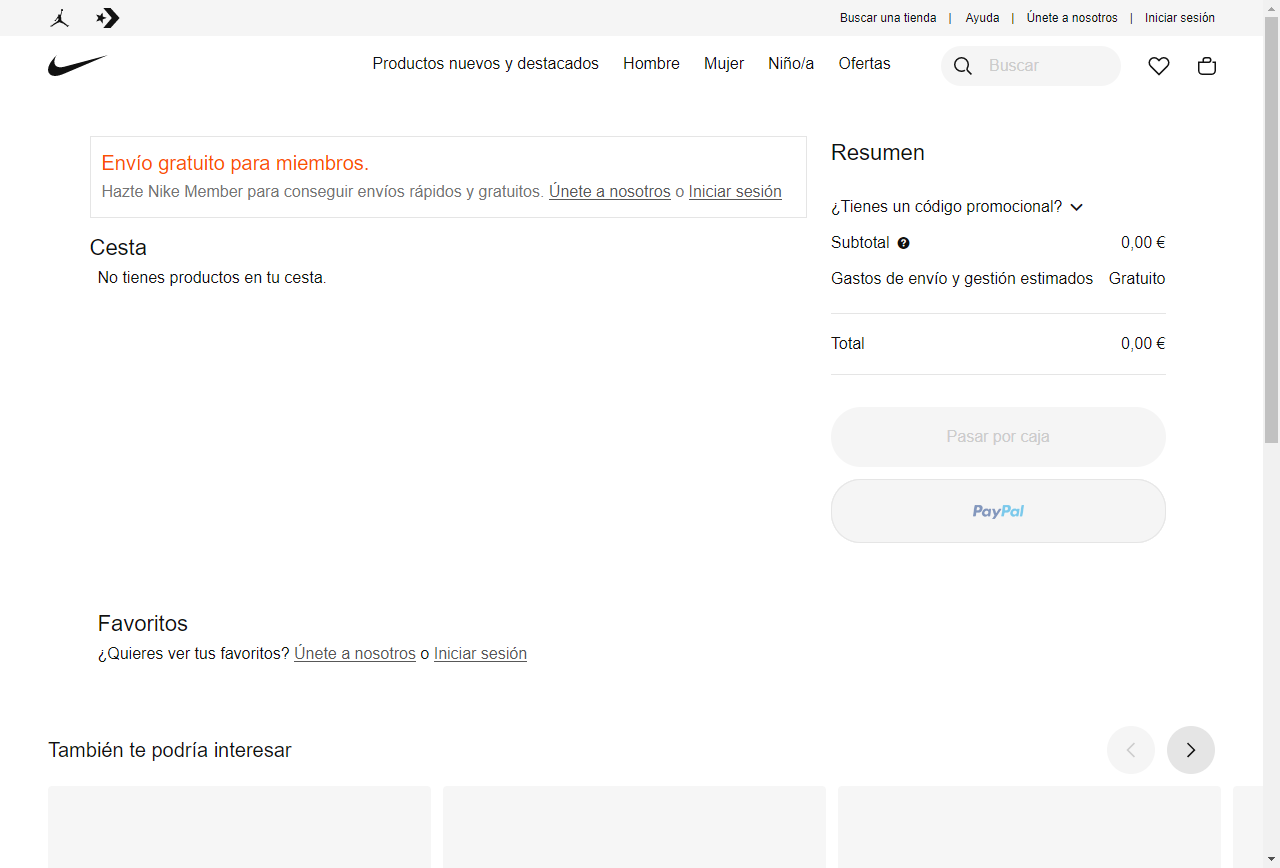 Buscar una tienda | Ayuda | Únete a nosotros | Iniciar sesión
Productos nuevos y destacados Hombre Mujer Niño/a Ofertas Buscar
Envío gratuito para miembros.
Hazte Nike Member para conseguir envíos rápidos y gratuitos. Únete a nosotros o Iniciar sesión
Cesta
No tienes productos en tu cesta.
Resumen
¿Tienes un código promocional?
Subtotal ? 0,00 €
Gastos de envío y gestión estimados Gratuito
Total 0,00 €
Pasar por caja
PayPal
Favoritos
¿Quieres ver tus favoritos? Únete a nosotros o Iniciar sesión
También te podría interesar